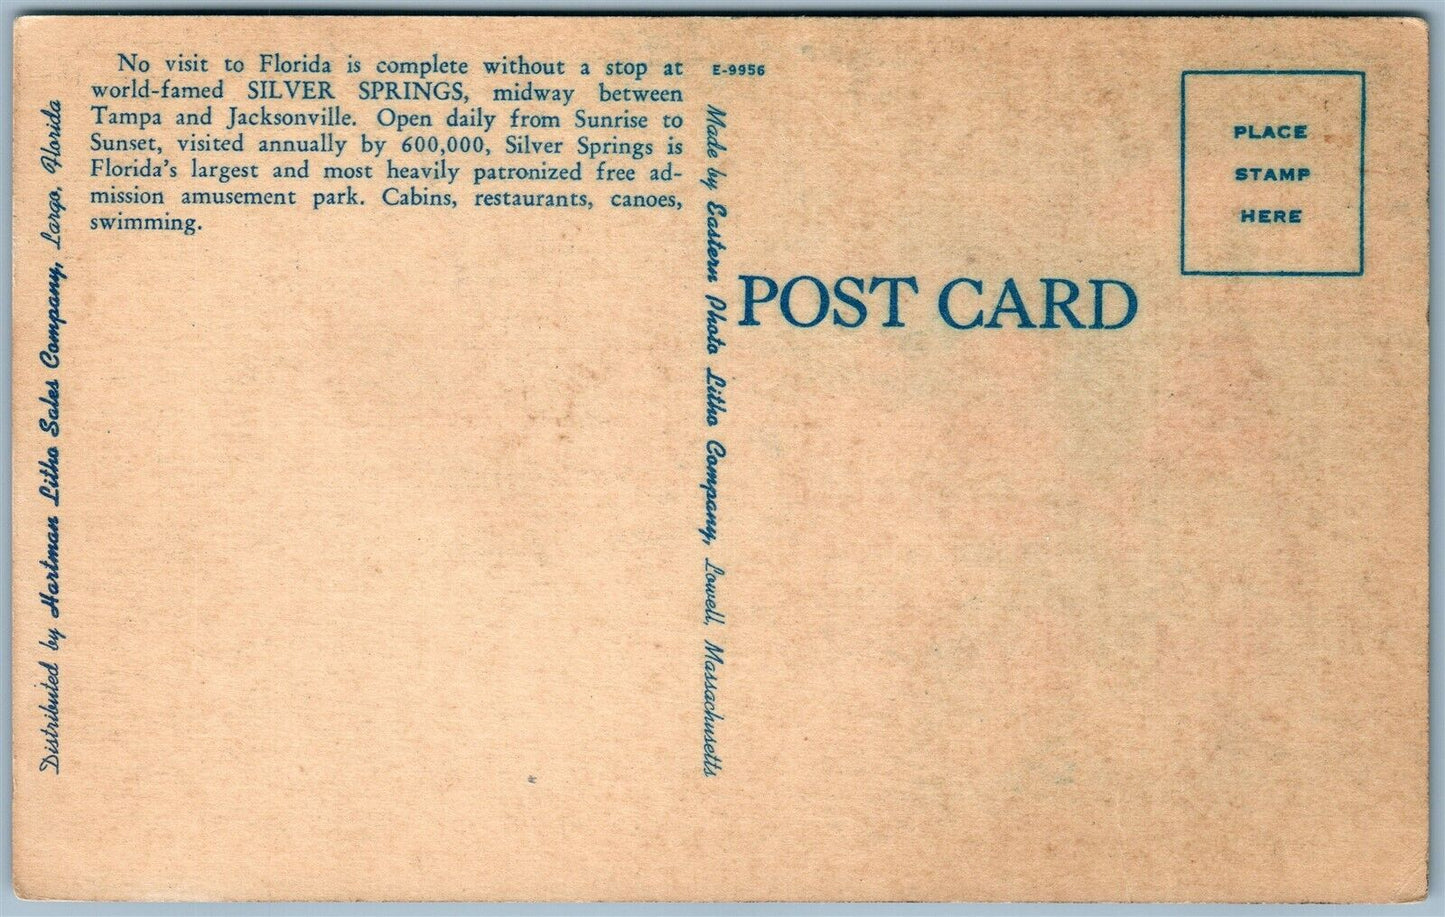 No visit to Florida is complete without a stop at
world-famed SILVER SPRINGS, midway between
Tampa and Jacksonville. Open daily from Sunrise to
Sunset, visited annually by 600,000, Silver Springs is
Florida's largest and most heavily patronized free ad-
mission amusement park. Cabins, restaurants, canoes,
swimming.
Distributed by Hartman Litho Sales Company, Largo, Florida
E-9956
Made by Eastern Photo Litho Company, Lowell, Massachusetts
POST CARD
PLACE
STAMP
HERE